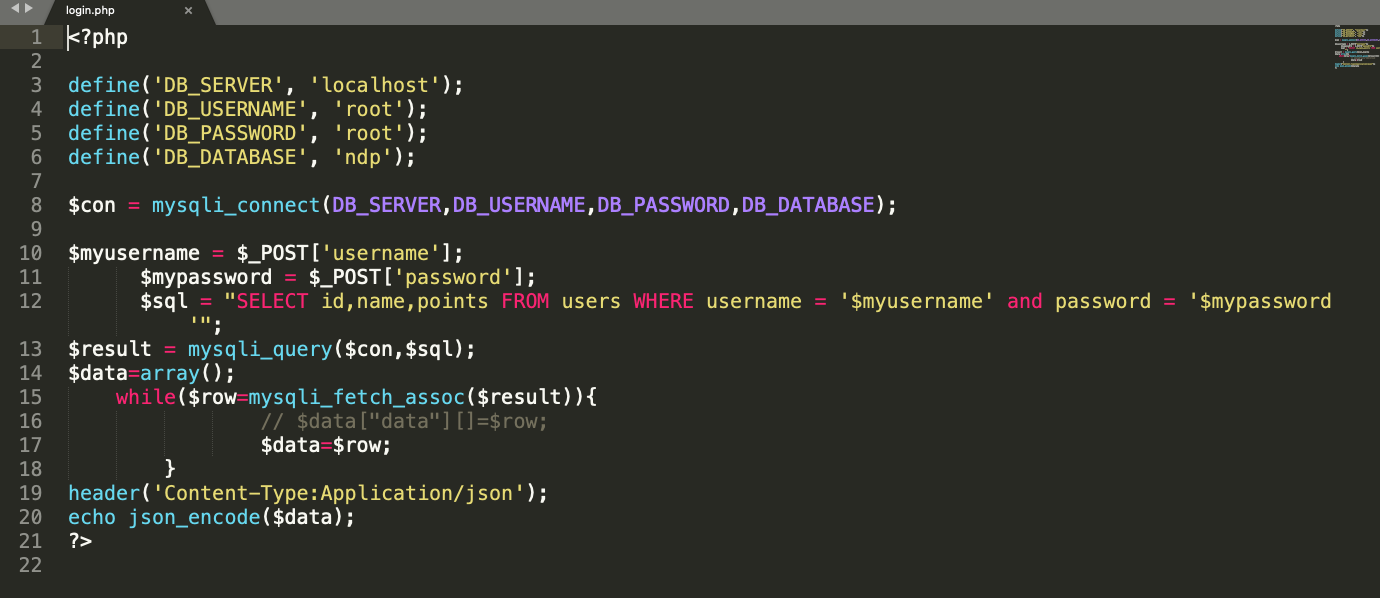 login.php ×
1 <?php
2
3 define('DB_SERVER', 'localhost');
4 define('DB_USERNAME', 'root');
5 define('DB_PASSWORD', 'root');
6 define('DB_DATABASE', 'ndp');
7
8 $con = mysqli_connect(DB_SERVER,DB_USERNAME,DB_PASSWORD,DB_DATABASE);
9
10 $myusername = $_POST['username'];
11       $mypassword = $_POST['password'];
12       $sql = "SELECT id,name,points FROM users WHERE username = '$myusername' and password = '$mypassword
          '";
13 $result = mysqli_query($con,$sql);
14 $data=array();
15     while($row=mysqli_fetch_assoc($result)){
16                 // $data["data"][]=$row;
17                 $data=$row;
18         }
19 header('Content-Type:Application/json');
20 echo json_encode($data);
21 ?>
22